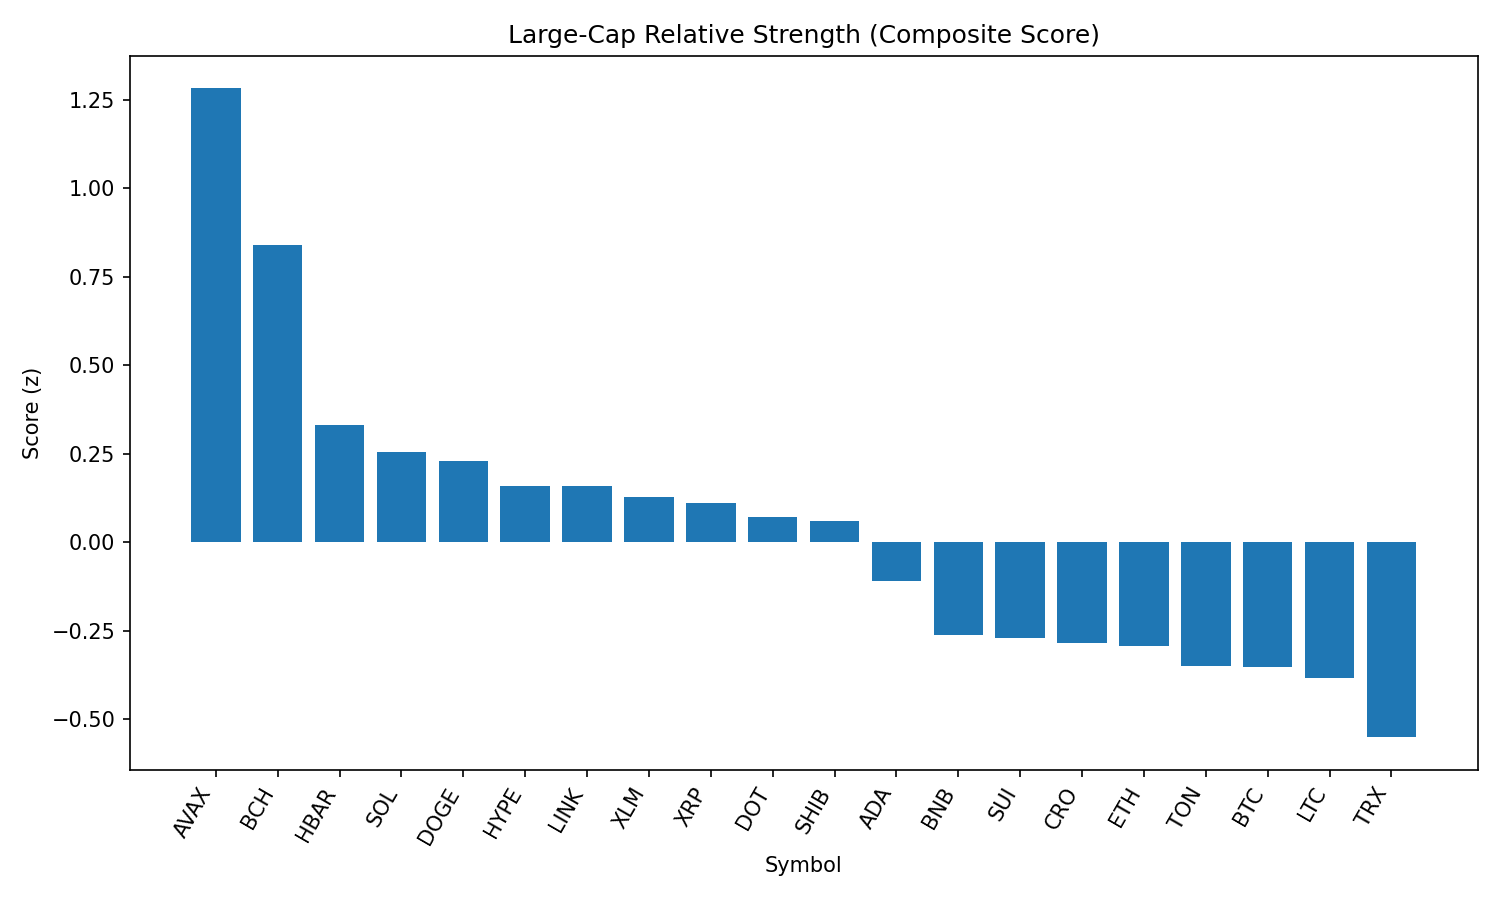 Large-Cap Relative Strength (Composite Score)
1.25
1.00
0.75
0.50
0.25
0.00
−0.25
−0.50
Score (z)
AVAX
BCH
HBAR
SOL
DOGE
HYPE
LINK
XLM
XRP
DOT
SHIB
ADA
BNB
SUI
CRO
ETH
TON
BTC
LTC
TRX
Symbol